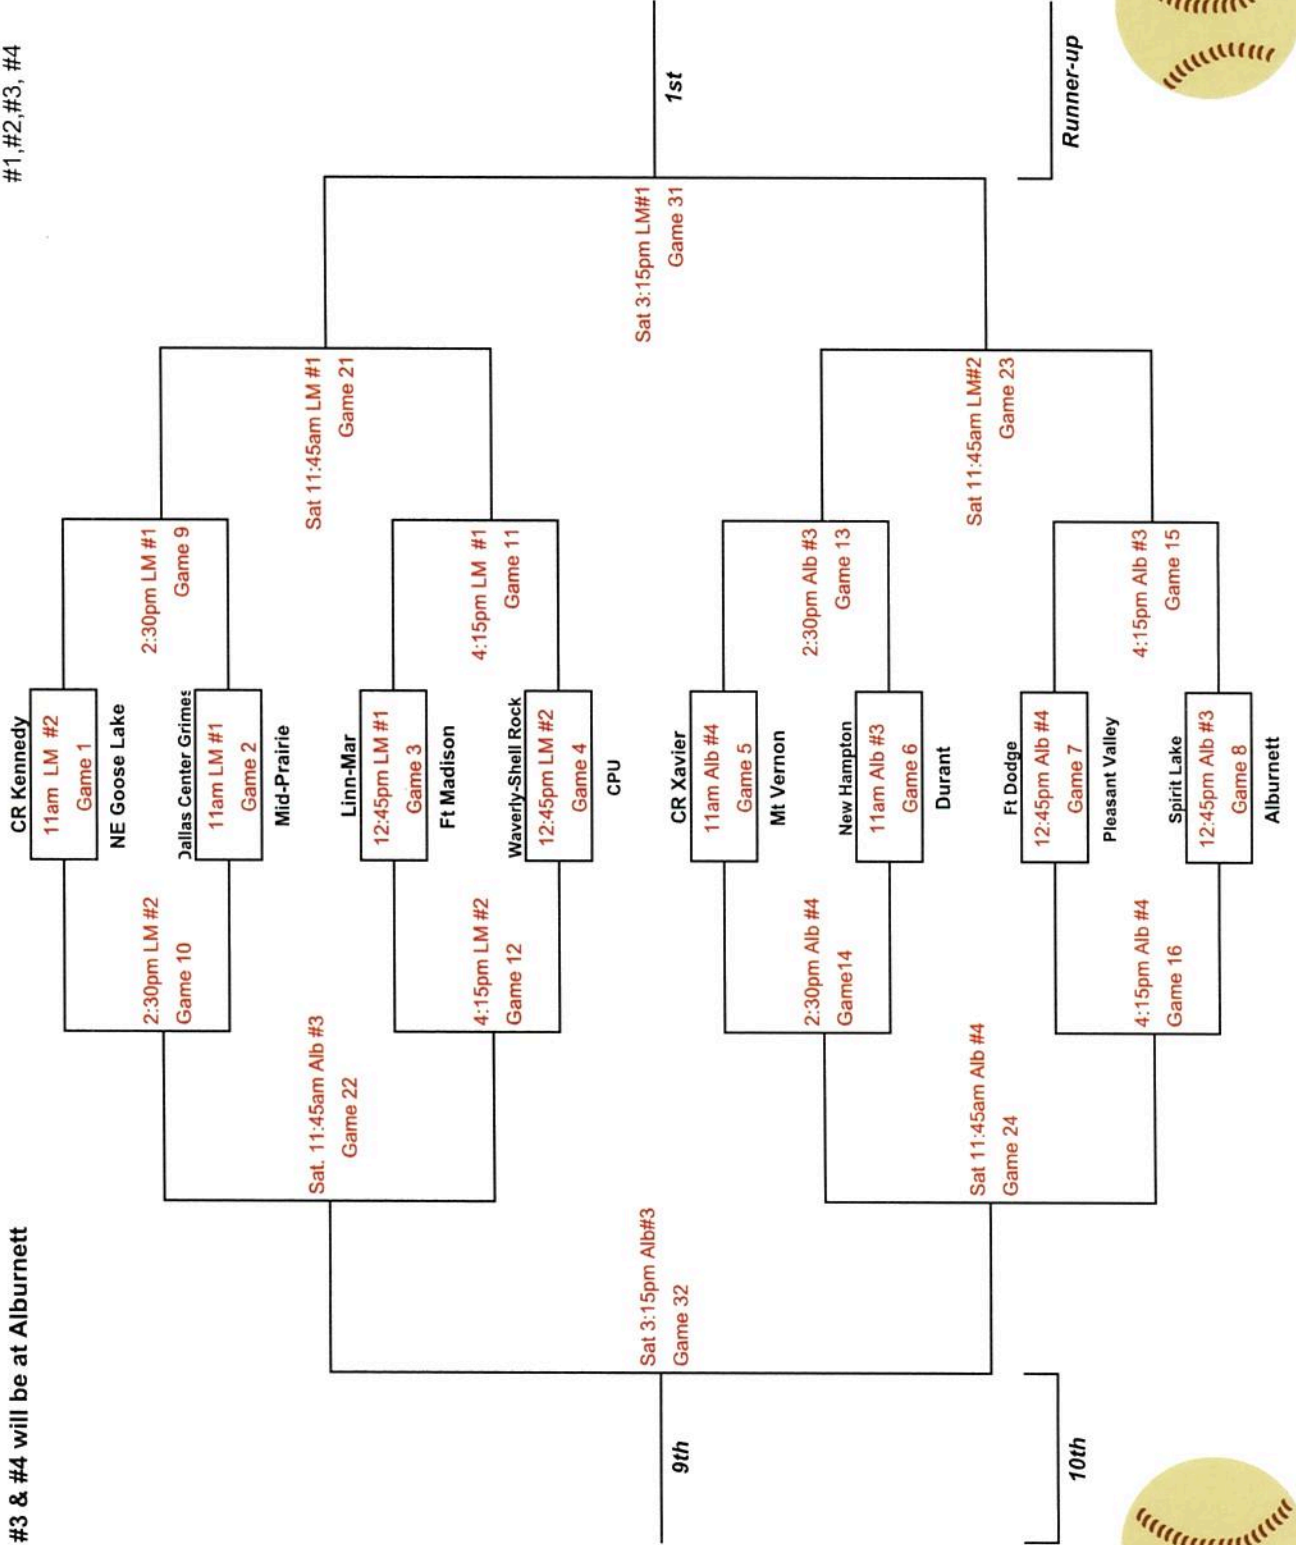 #3 & #4 will be at Alburnett
#1,#2,#3, #4
CR Kennedy
11am LM #2
Game 1
NE Goose Lake
2:30pm LM #2
Game 10
2:30pm LM #1
Game 9
Dallas Center Grimes
11am LM #1
Game 2
Mid-Prairie
Sat. 11:45am Alb #3
Game 22
Sat 11:45am LM #1
Game 21
Linn-Mar
12:45pm LM #1
Game 3
Ft Madison
4:15pm LM #2
Game 12
4:15pm LM #1
Game 11
Waverly-Shell Rock
12:45pm LM #2
Game 4
CPU
Sat 3:15pm Alb#3
Game 32
9th
Sat 3:15pm LM#1
Game 31
1st
CR Xavier
11am Alb #4
Game 5
Mt Vernon
2:30pm Alb #4
Game14
2:30pm Alb #3
Game 13
New Hampton
11am Alb #3
Game 6
Durant
Sat 11:45am Alb #4
Game 24
Sat 11:45am LM#2
Game 23
Ft Dodge
12:45pm Alb #4
Game 7
Pleasant Valley
10th
Runner-up
4:15pm Alb #4
Game 16
4:15pm Alb #3
Game 15
Spirit Lake
12:45pm Alb #3
Game 8
Alburnett